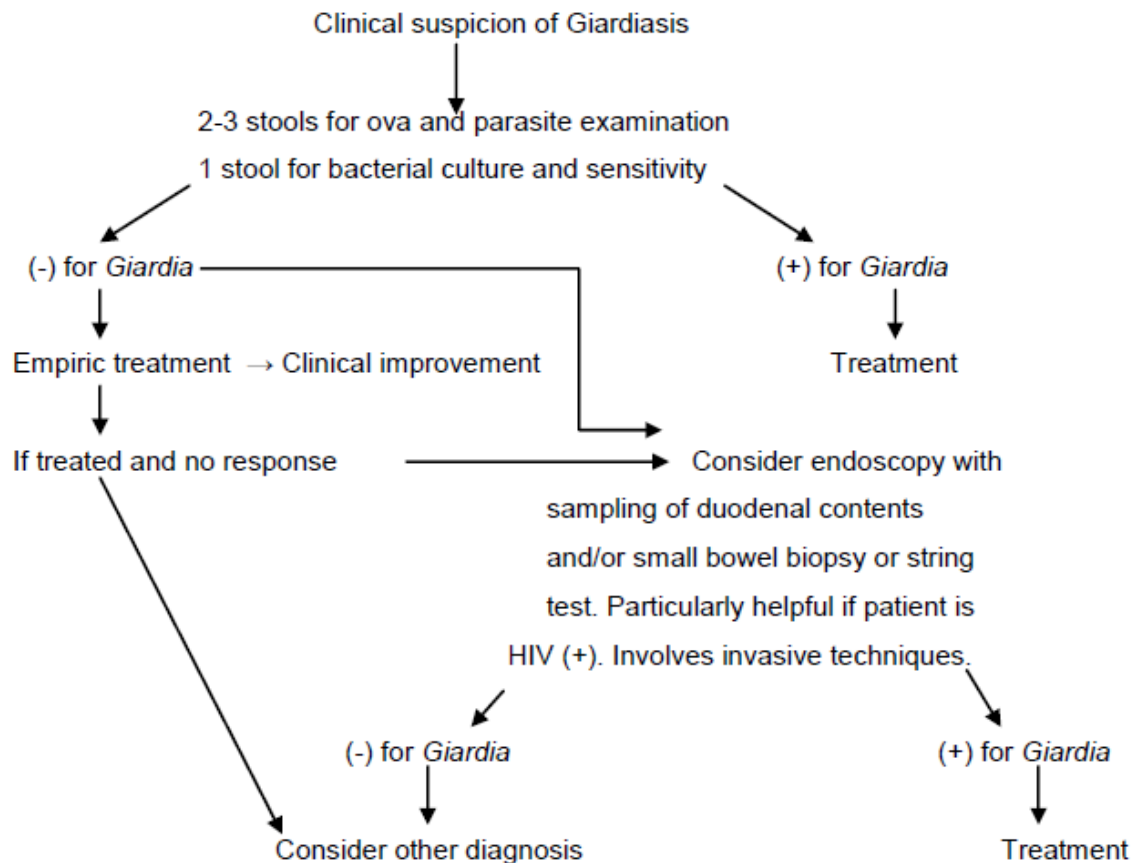 Clinical suspicion of Giardiasis
2-3 stools for ova and parasite examination
1 stool for bacterial culture and sensitivity
(-) for Giardia
(+) for Giardia
Empiric treatment → Clinical improvement
Treatment
If treated and no response
Consider endoscopy with
sampling of duodenal contents
and/or small bowel biopsy or string
test. Particularly helpful if patient is
HIV (+). Involves invasive techniques.
(-) for Giardia
(+) for Giardia
Consider other diagnosis
Treatment